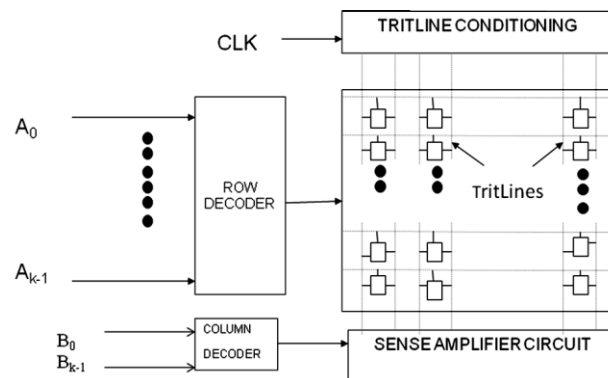 TRITLINE CONDITIONING
CLK
A0
ROW
DECODER
TritLines
Ak-1
COLUMN
DECODER
B0
Bk-1
SENSE AMPLIFIER CIRCUIT